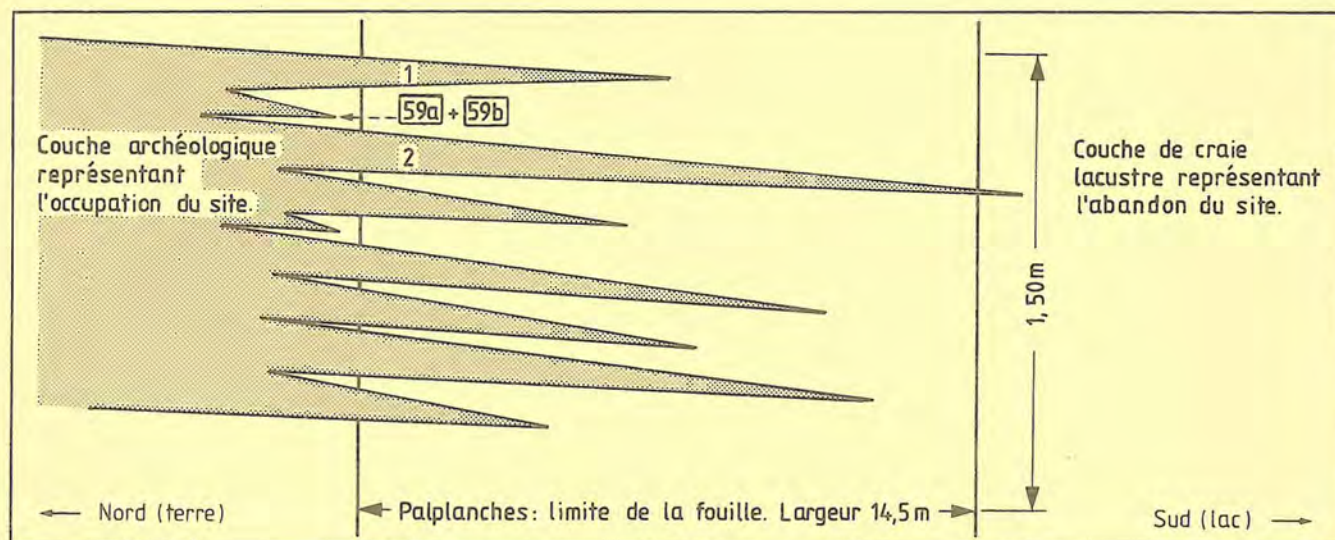 1
59a + 59b
Couche archéologique
représentant
l'occupation du site.
2
Couche de craie
lacustre représentant
l'abandon du site.
1,50m
← Nord (terre)
Palplanches: limite de la fouille. Largeur 14,5 m
Sud (lac) →